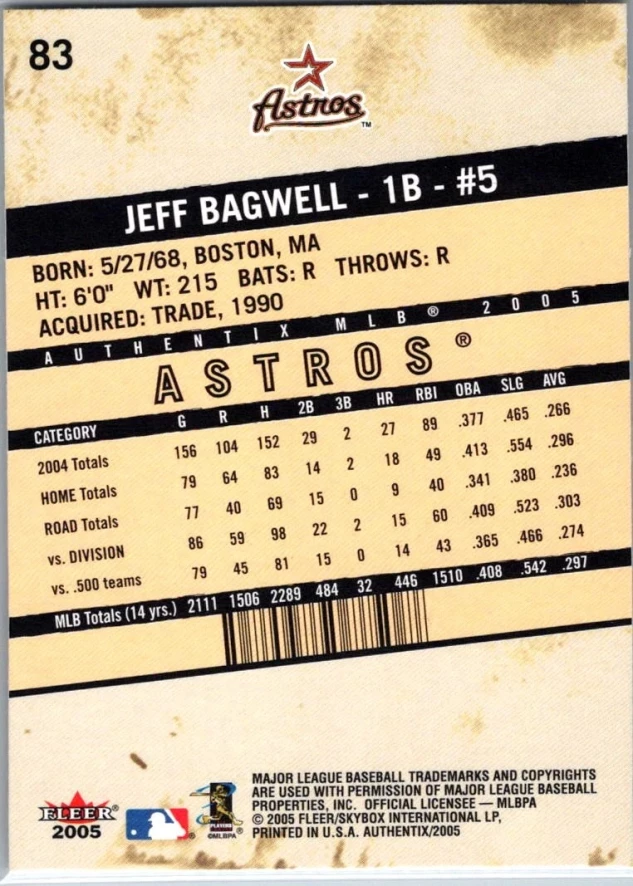 83
Astros™
JEFF BAGWELL - 1B - #5
BORN: 5/27/68, BOSTON, MA
HT: 6'0" WT: 215 BATS: R THROWS: R
ACQUIRED: TRADE, 1990
AUTHENTIX MLB® 2005
ASTROS®
CATEGORY G R H 2B 3B HR RBI OBA SLG AVG
2004 Totals 156 104 152 29 2 27 89 .377 .465 .266
HOME Totals 79 64 83 14 2 18 49 .413 .554 .296
ROAD Totals 77 40 69 15 0 9 40 .341 .380 .236
vs. DIVISION 86 59 98 22 2 15 60 .409 .523 .303
vs. .500 teams 79 45 81 15 0 14 43 .365 .466 .274
MLB Totals (14 yrs.) 2111 1506 2289 484 32 446 1510 .408 .542 .297
MAJOR LEAGUE BASEBALL TRADEMARKS AND COPYRIGHTS
ARE USED WITH PERMISSION OF MAJOR LEAGUE BASEBALL
PROPERTIES, INC. OFFICIAL LICENSEE — MLBPA
© 2005 FLEER/SKYBOX INTERNATIONAL LP,
PRINTED IN U.S.A. AUTHENTIX/2005
FLEER®
2005
PLAYERS
©MLBPA